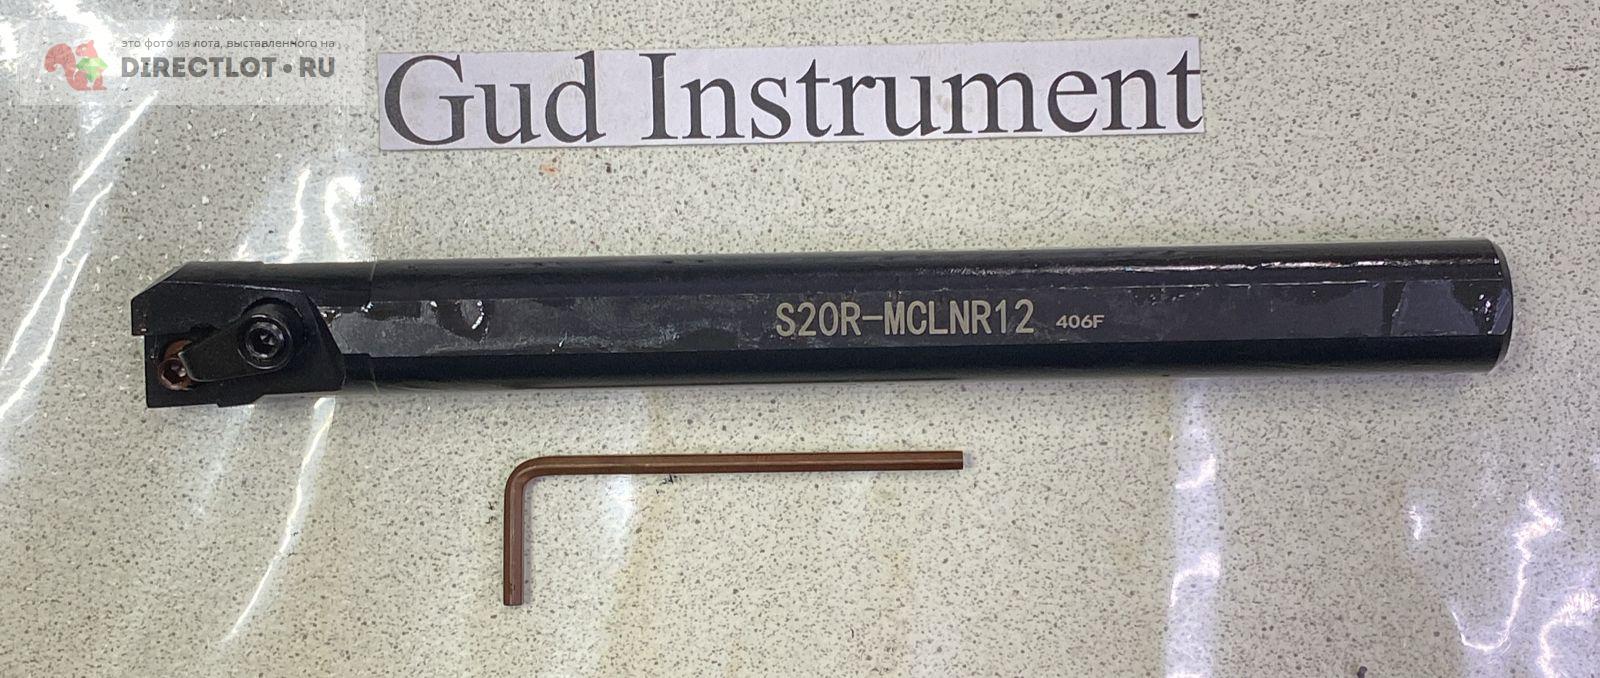 это фото из лота, выставленного на
DIRECTLOT•RU
Gud Instrument
S20R-MCLNR12 406F